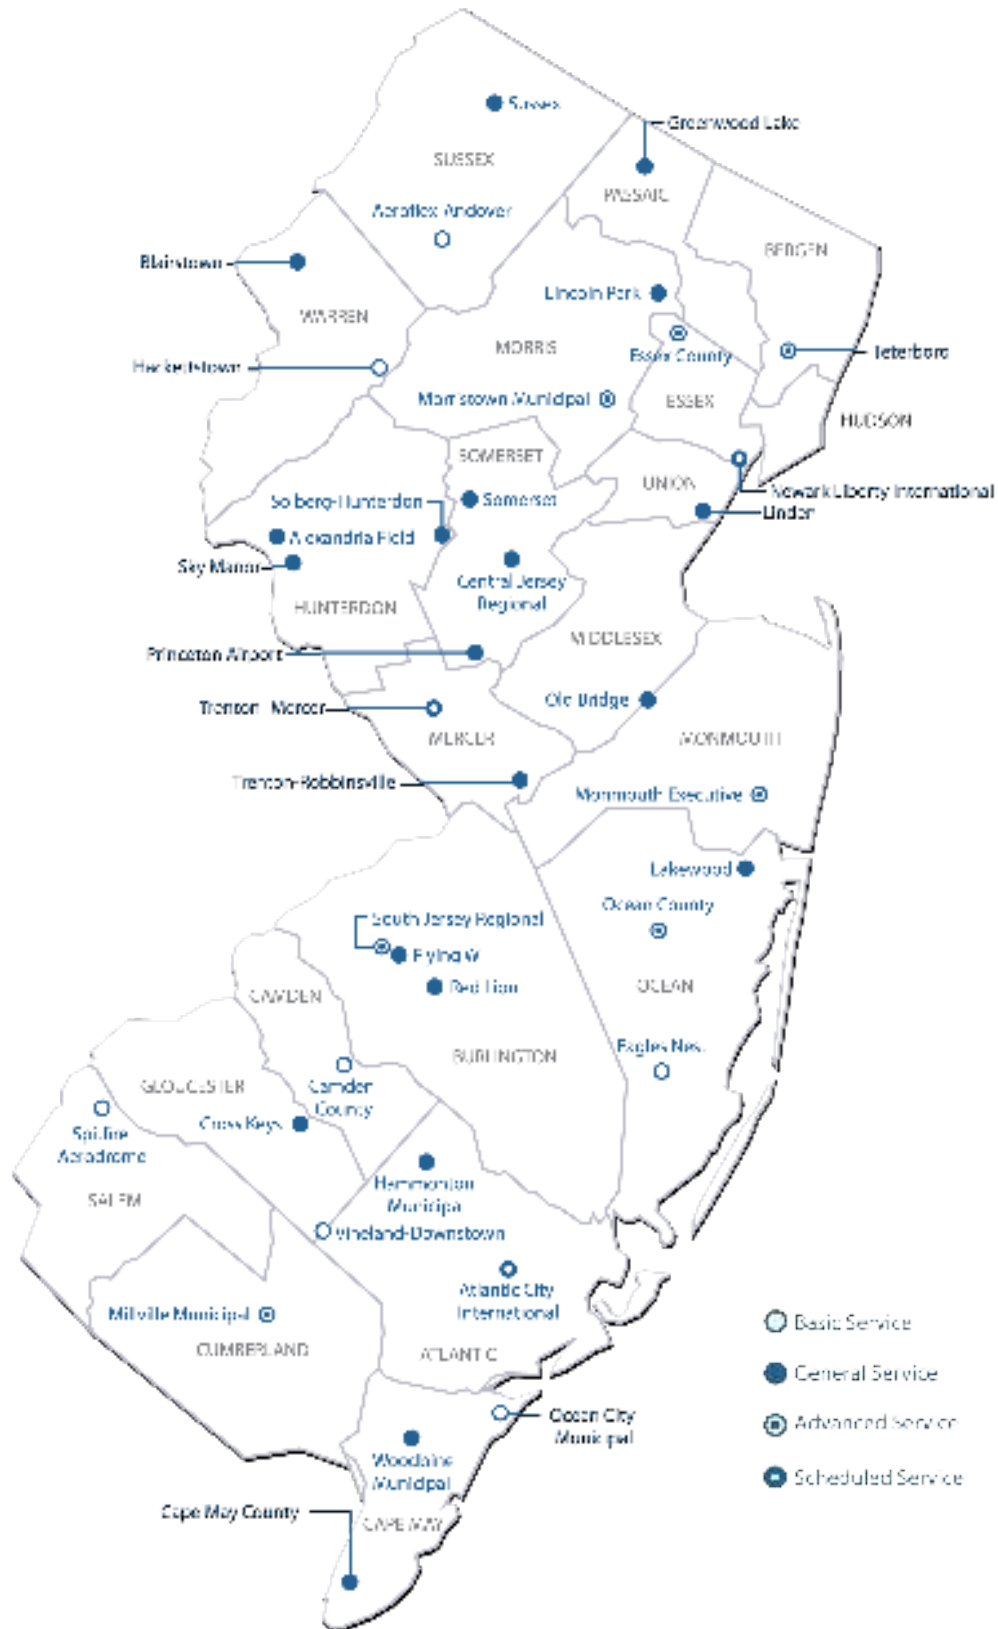 Sussex
Greenwood Lake
SUSSEX
PASSAIC
Aeroflex-Andover
BERGEN
Blairstown
Lincoln Park
WARREN
MORRIS
Essex County
Teterboro
Hackettstown
Morristown Municipal
ESSEX
HUDSON
SOMERSET
UNION
Newark Liberty International
Solberg-Hunterdon
Somerset
Linden
Alexandria Field
Sky Manor
Central Jersey
Regional
HUNTERDON
MIDDLESEX
Princeton Airport
Old Bridge
Trenton-Mercer
MERCER
MONMOUTH
Trenton-Robbinsville
Monmouth Executive
Lakewood
Ocean County
South Jersey Regional
Flying W
Red Lion
CAMDEN
OCEAN
Eagles Nest
BURLINGTON
GLOUCESTER
Camden
County
Cross Keys
Spitfire
Aerodrome
Hammonton
Municipal
SALEM
Vineland-Downstown
Atlantic City
International
Millville Municipal
CUMBERLAND
ATLANTIC
Basic Service
General Service
Advanced Service
Scheduled Service
Ocean City
Municipal
Woodbine
Municipal
Cape May County
CAPE MAY